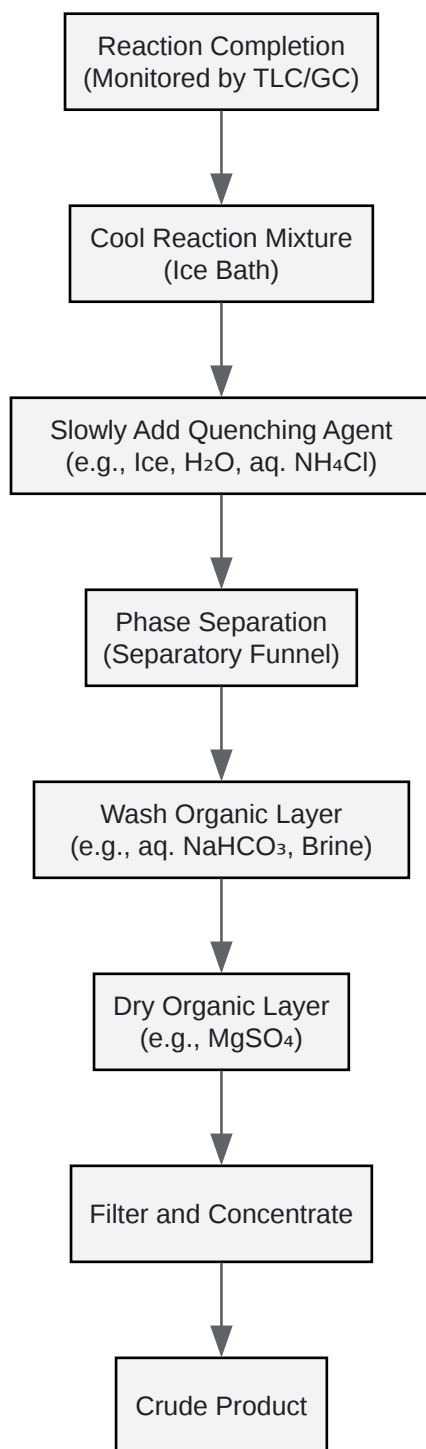 Reaction Completion
(Monitored by TLC/GC)
Cool Reaction Mixture
(Ice Bath)
Slowly Add Quenching Agent
(e.g., Ice, H₂O, aq. NH₄Cl)
Phase Separation
(Separatory Funnel)
Wash Organic Layer
(e.g., aq. NaHCO₃, Brine)
Dry Organic Layer
(e.g., MgSO₄)
Filter and Concentrate
Crude Product